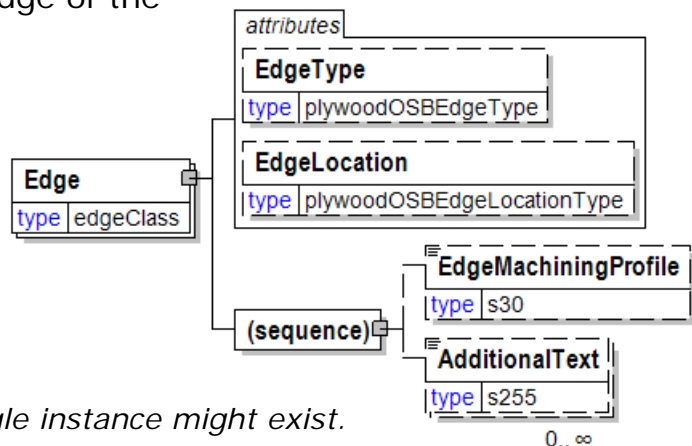 dge of the
attributes
EdgeType
type plywoodOSBEdgeType
EdgeLocation
type plywoodOSBEdgeLocationType
Edge
type edgeClass
EdgeMachiningProfile
type s30
(sequence)
AdditionalText
type s255
gle instance might exist.
0..∞